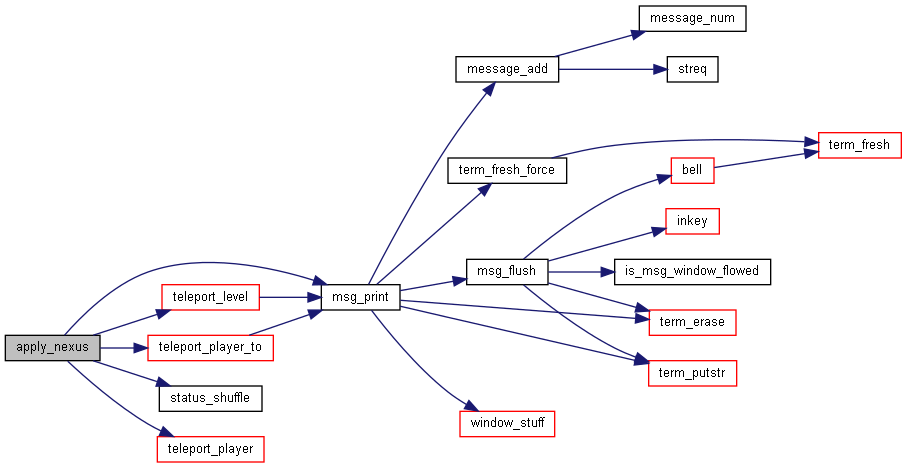 message_num
message_add
streq
term_fresh_force
term_fresh
bell
inkey
msg_flush
is_msg_window_flowed
teleport_level
msg_print
term_erase
apply_nexus
teleport_player_to
term_putstr
status_shuffle
window_stuff
teleport_player